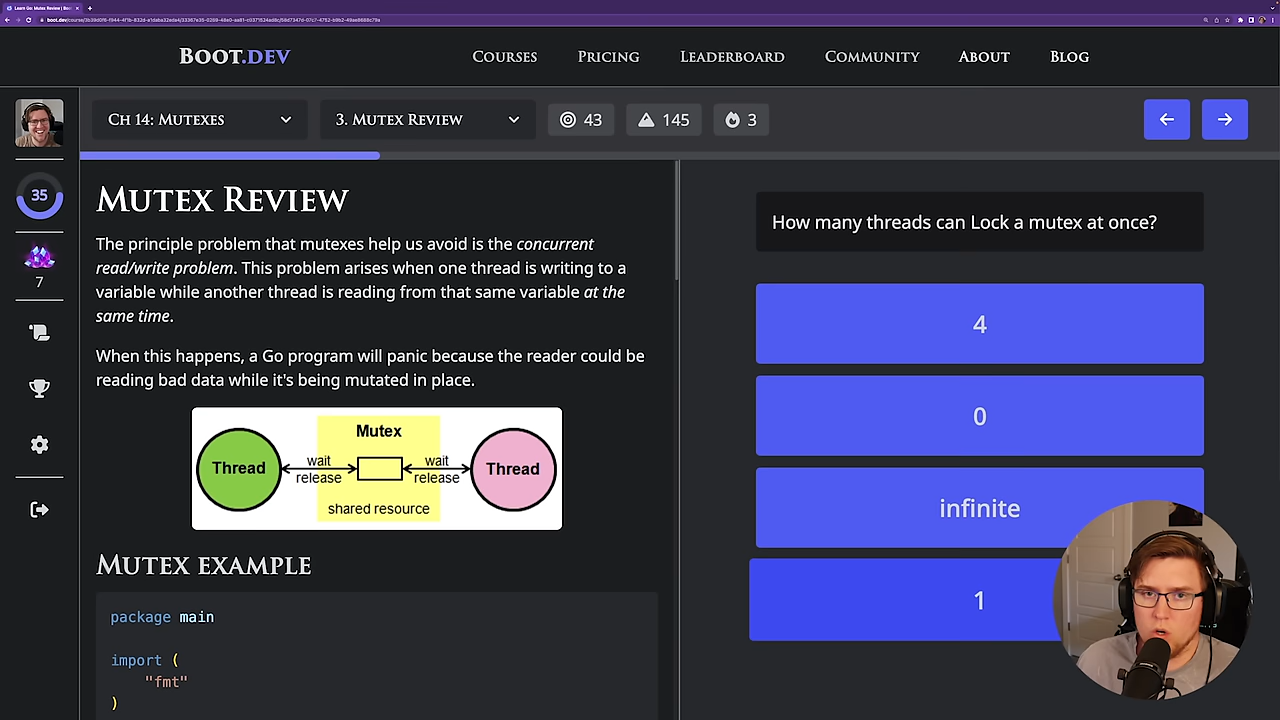 Learn Go: Mutex Review | Boo
BOOT.DEV
COURSES
PRICING
LEADERBOARD
COMMUNITY
ABOUT
BLOG
CH 14: MUTEXES
3. MUTEX REVIEW
43
145
3
35
7
MUTEX REVIEW
The principle problem that mutexes help us avoid is the concurrent
read/write problem. This problem arises when one thread is writing to a
variable while another thread is reading from that same variable at the
same time.
When this happens, a Go program will panic because the reader could be
reading bad data while it's being mutated in place.
Mutex
Thread
wait
release
wait
release
Thread
shared resource
MUTEX EXAMPLE
package main
import (
"fmt"
)
How many threads can Lock a mutex at once?
4
0
infinite
1